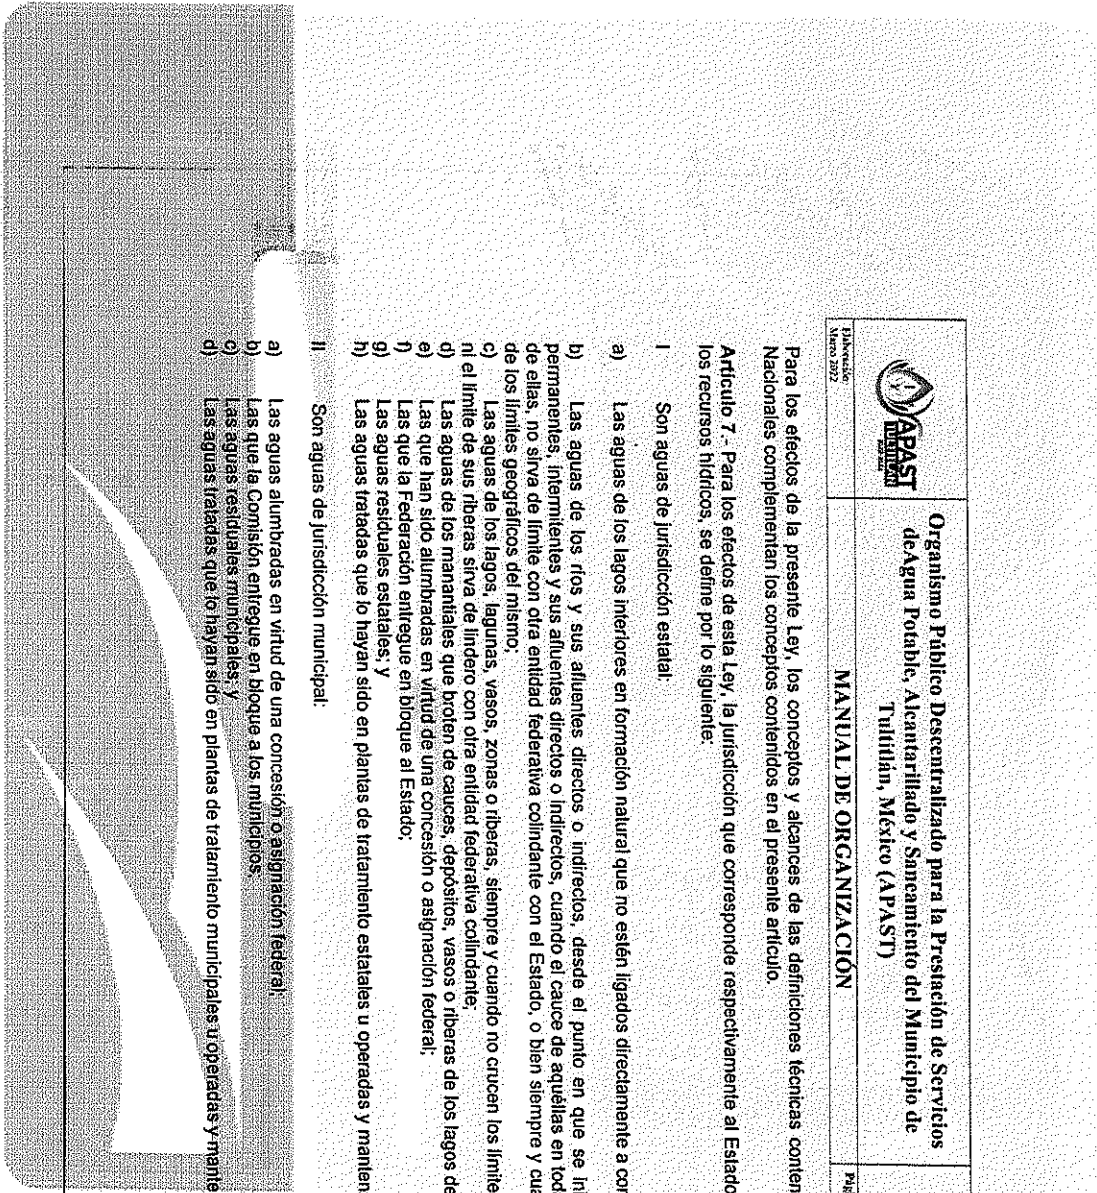 APAST
TULTITLÁN
Organismo Público Descentralizado para la Prestación de Servicios
deAgua Potable, Alcantarillado y Saneamiento del Municipio de
Tultitlán, México (APAST)
Elaboración:
Marzo 2022
MANUAL DE ORGANIZACIÓN
Pág
Para los efectos de la presente Ley, los conceptos y alcances de las definiciones técnicas conten
Nacionales complementan los conceptos contenidos en el presente artículo.
Artículo 7.- Para los efectos de esta Ley, la jurisdicción que corresponde respectivamente al Estado
los recursos hídricos, se define por lo siguiente:
I Son aguas de jurisdicción estatal:
a) Las aguas de los lagos interiores en formación natural que no estén ligados directamente a cor
b) Las aguas de los ríos y sus afluentes directos o indirectos, desde el punto en que se ini
permanentes, intermitentes y sus afluentes directos o indirectos, cuando el cauce de aquéllas en tod
de ellas, no sirva de límite con otra entidad federativa colindante con el Estado, o bien siempre y cua
de los límites geográficos del mismo;
c) Las aguas de los lagos, lagunas, vasos, zonas o riberas, siempre y cuando no crucen los límite
ni el límite de sus riberas sirva de lindero con otra entidad federativa colindante;
d) Las aguas de los manantiales que broten de cauces, depósitos, vasos o riberas de los lagos de
e) Las que han sido alumbradas en virtud de una concesión o asignación federal;
f) Las que la Federación entregue en bloque al Estado;
g) Las aguas residuales estatales; y
h) Las aguas tratadas que lo hayan sido en plantas de tratamiento estatales u operadas y manten
II Son aguas de jurisdicción municipal:
a) Las aguas alumbradas en virtud de una concesión o asignación federal;
b) Las que la Comisión entregue en bloque a los municipios;
c) Las aguas residuales municipales; y
d) Las aguas tratadas que lo hayan sido en plantas de tratamiento municipales u operadas y mante